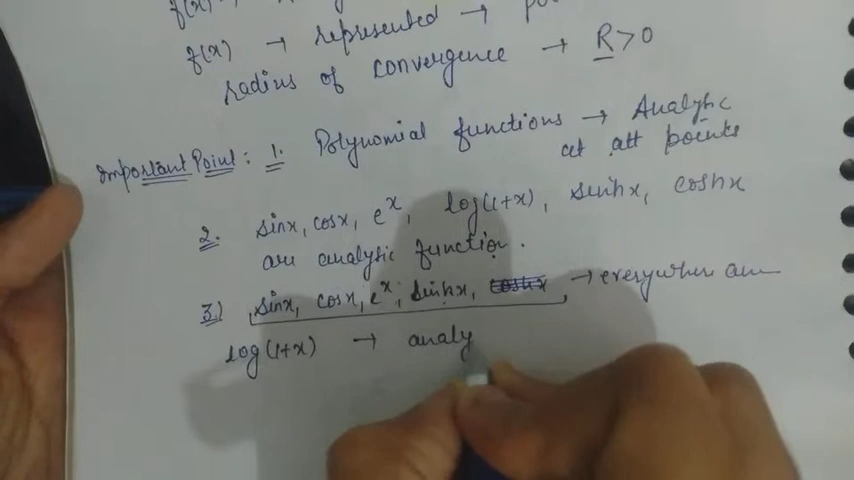 f(x)
f(x) → represented →
radius of convergence → R>0
Important Point : 1. Polynomial functions → Analytic
at all points
2. sinx, cosx, e^x, log(1+x), sinhx, coshx
are analytic function.
3) sinx, cosx, e^x, sinhx, coshx → everywhere
log(1+x) → analy